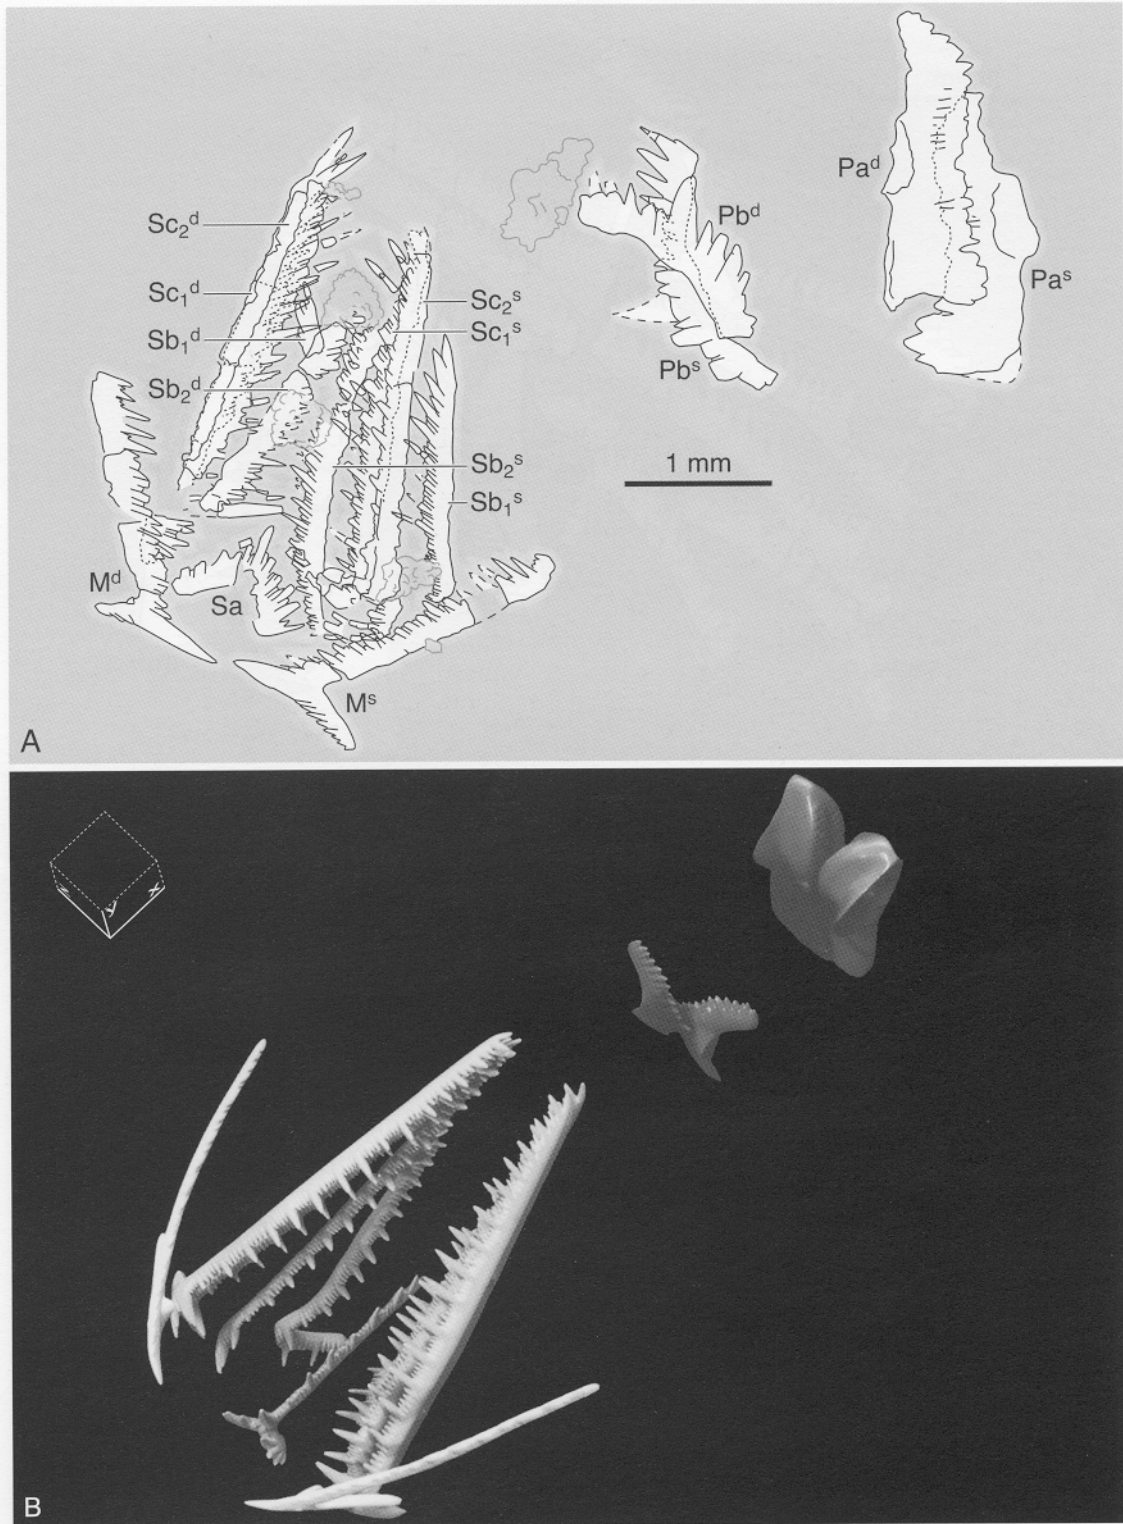 Sc₂ᵈ
Sc₁ᵈ
Sb₁ᵈ
Sb₂ᵈ
Mᵈ
Sa
Mˢ
Sc₂ˢ
Sc₁ˢ
Sb₂ˢ
Sb₁ˢ
Pbᵈ
Pbˢ
1 mm
Paᵈ
Paˢ
A
z
y
x
B